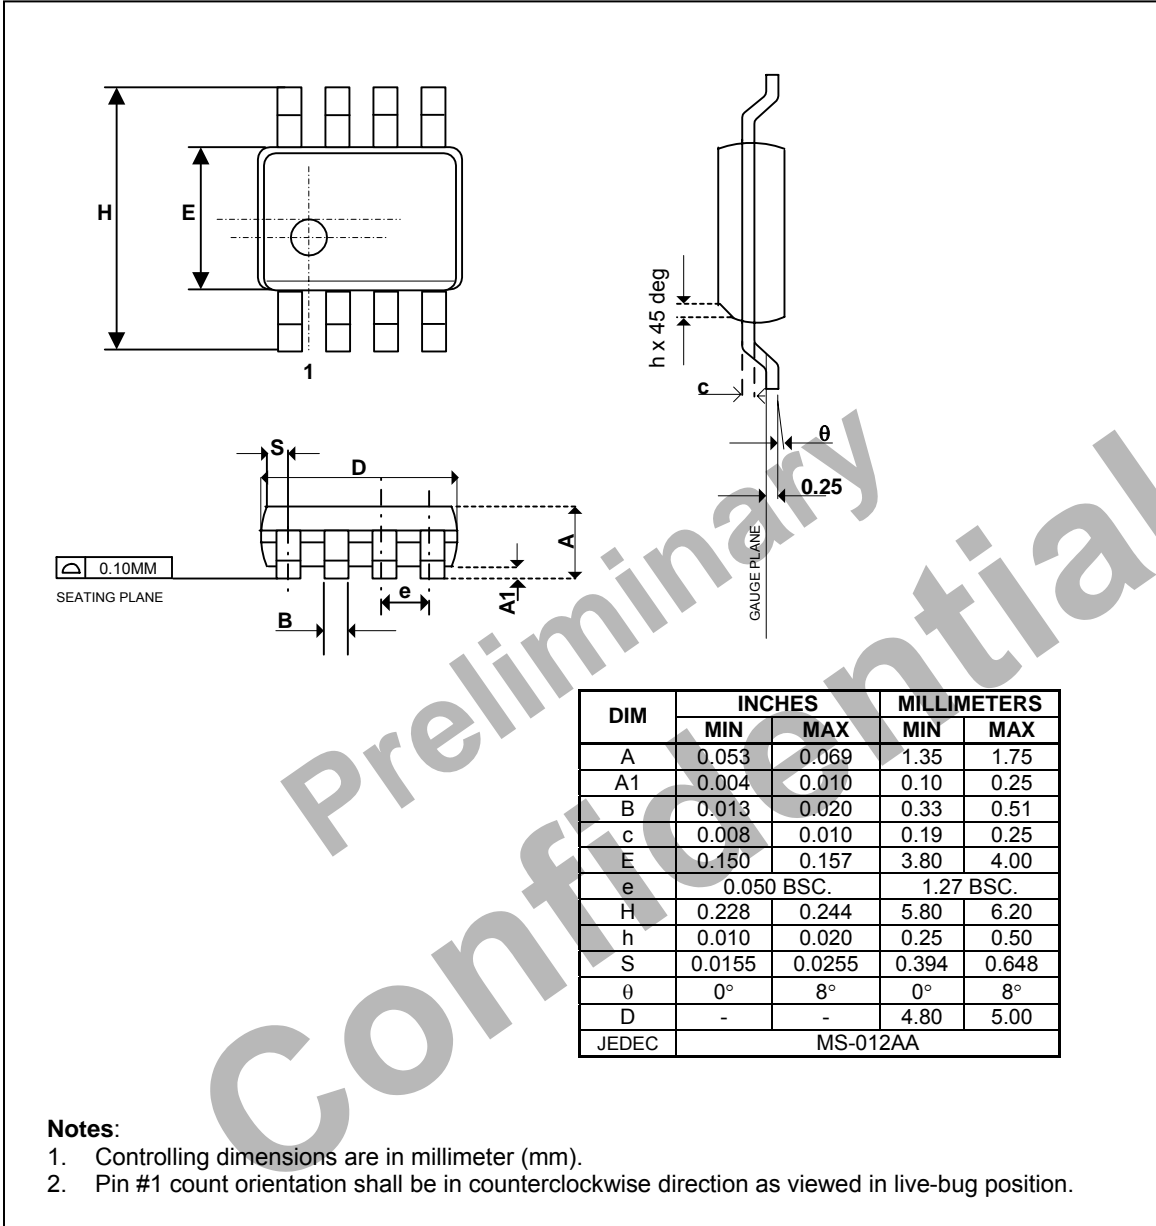 H
E
1
h x 45 deg
c
θ
0.25
GAUGE PLANE
S
D
A
A1
e
B
0.10MM
SEATING PLANE
Preliminary
Confidential
DIM INCHES MILLIMETERS
MIN MAX MIN MAX
A 0.053 0.069 1.35 1.75
A1 0.004 0.010 0.10 0.25
B 0.013 0.020 0.33 0.51
c 0.008 0.010 0.19 0.25
E 0.150 0.157 3.80 4.00
e 0.050 BSC. 1.27 BSC.
H 0.228 0.244 5.80 6.20
h 0.010 0.020 0.25 0.50
S 0.0155 0.0255 0.394 0.648
θ 0° 8° 0° 8°
D - - 4.80 5.00
JEDEC MS-012AA
Notes:
1. Controlling dimensions are in millimeter (mm).
2. Pin #1 count orientation shall be in counterclockwise direction as viewed in live-bug position.